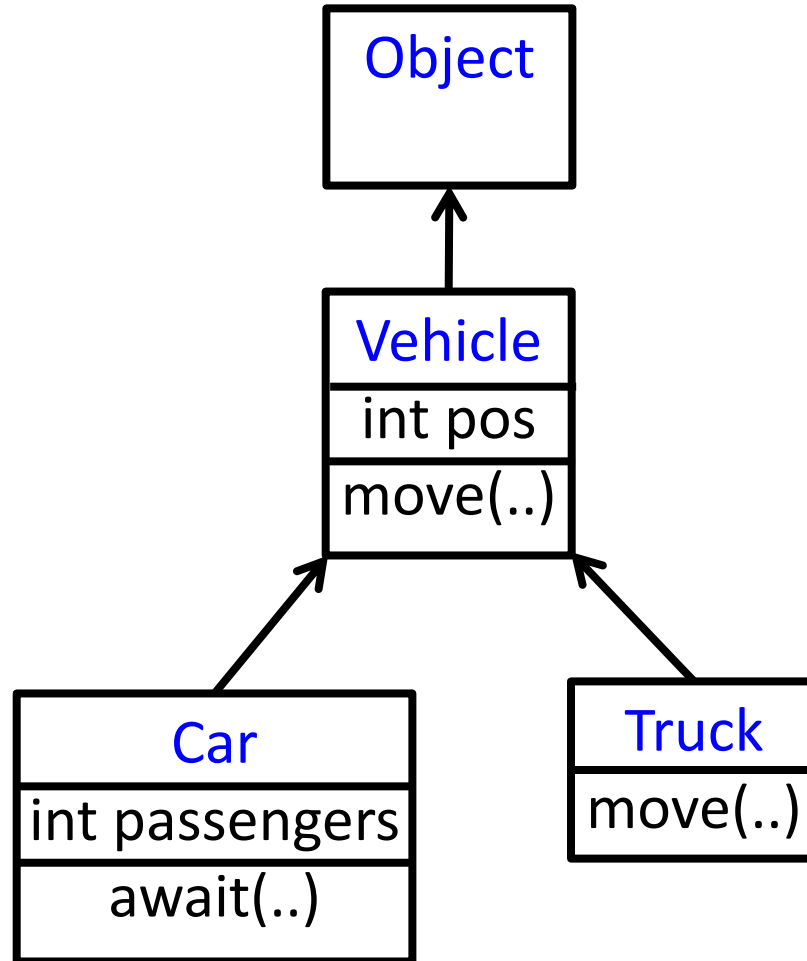 Object
Vehicle
int pos
move(..)
Car
int passengers
await(..)
Truck
move(..)